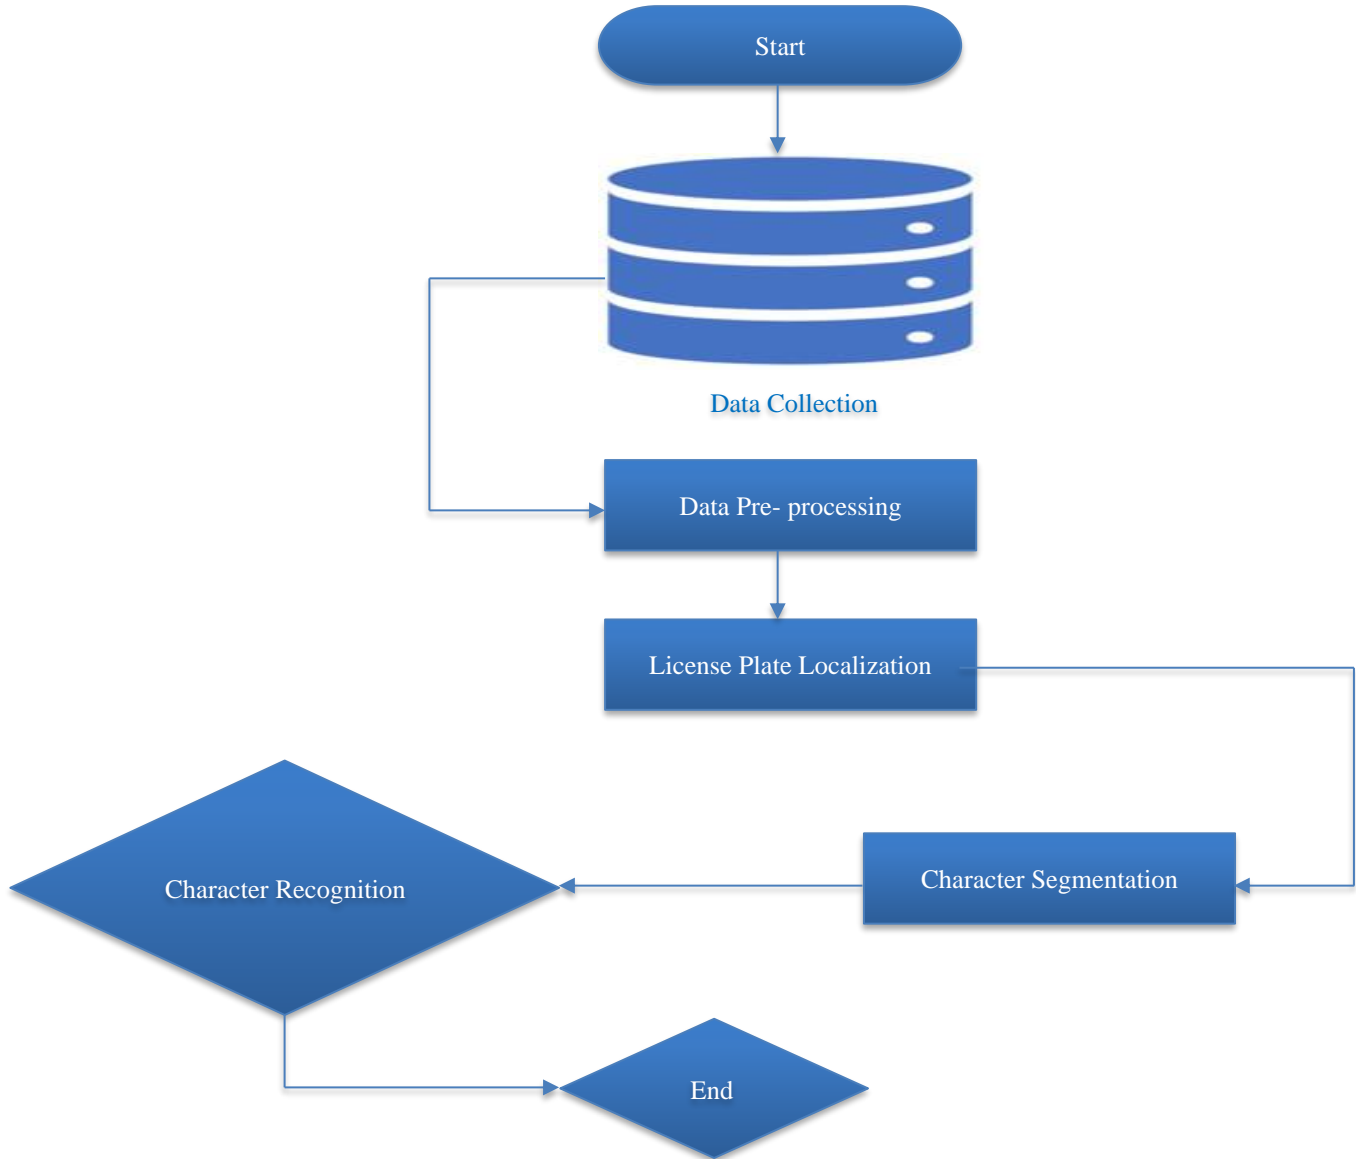 Start
Data Collection
Data Pre- processing
License Plate Localization
Character Segmentation
Character Recognition
End